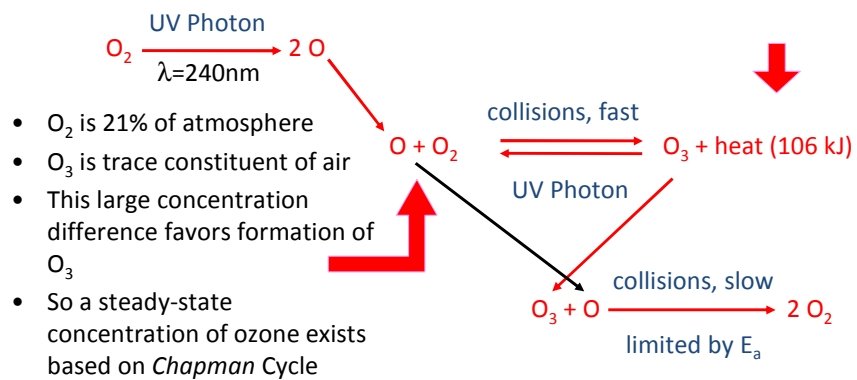 UV Photon
O₂ 2 O
λ=240nm
• O₂ is 21% of atmosphere
• O₃ is trace constituent of air
• This large concentration
difference favors formation of
O₃
• So a steady-state
concentration of ozone exists
based on Chapman Cycle
collisions, fast
O + O₂ O₃ + heat (106 kJ)
UV Photon
collisions, slow
O₃ + O 2 O₂
limited by Eₐ